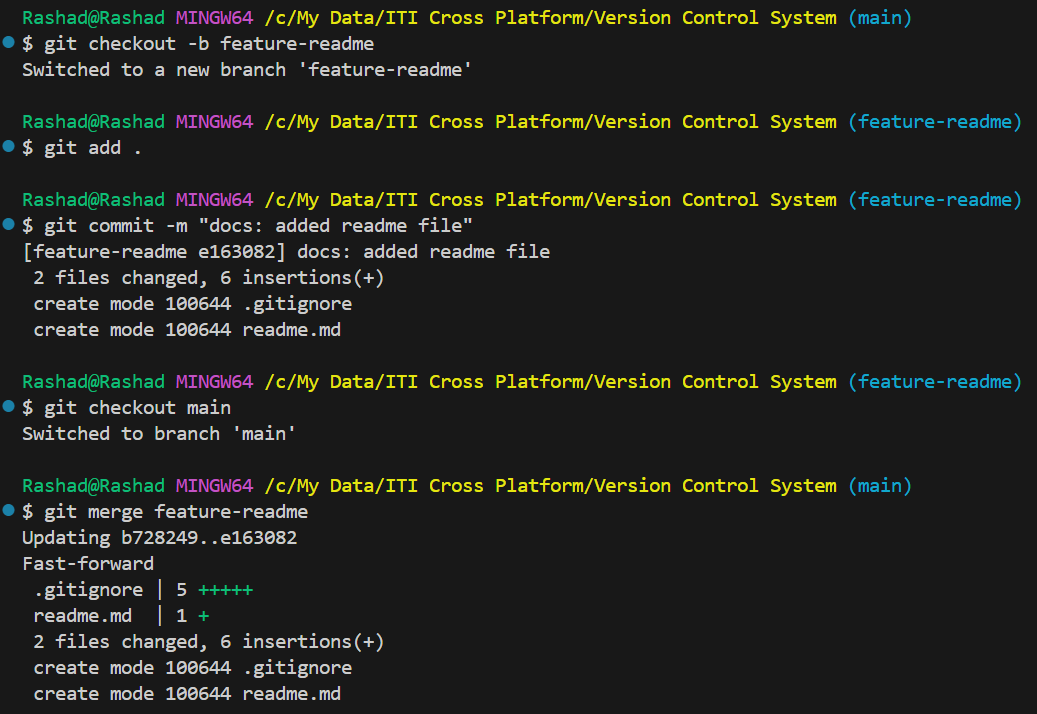 Rashad@Rashad MINGW64 /c/My Data/ITI Cross Platform/Version Control System (main)
$ git checkout -b feature-readme
Switched to a new branch 'feature-readme'
Rashad@Rashad MINGW64 /c/My Data/ITI Cross Platform/Version Control System (feature-readme)
$ git add .
Rashad@Rashad MINGW64 /c/My Data/ITI Cross Platform/Version Control System (feature-readme)
$ git commit -m "docs: added readme file"
[feature-readme e163082] docs: added readme file
 2 files changed, 6 insertions(+)
 create mode 100644 .gitignore
 create mode 100644 readme.md
Rashad@Rashad MINGW64 /c/My Data/ITI Cross Platform/Version Control System (feature-readme)
$ git checkout main
Switched to branch 'main'
Rashad@Rashad MINGW64 /c/My Data/ITI Cross Platform/Version Control System (main)
$ git merge feature-readme
Updating b728249..e163082
Fast-forward
 .gitignore | 5 +++++
 readme.md  | 1 +
 2 files changed, 6 insertions(+)
 create mode 100644 .gitignore
 create mode 100644 readme.md